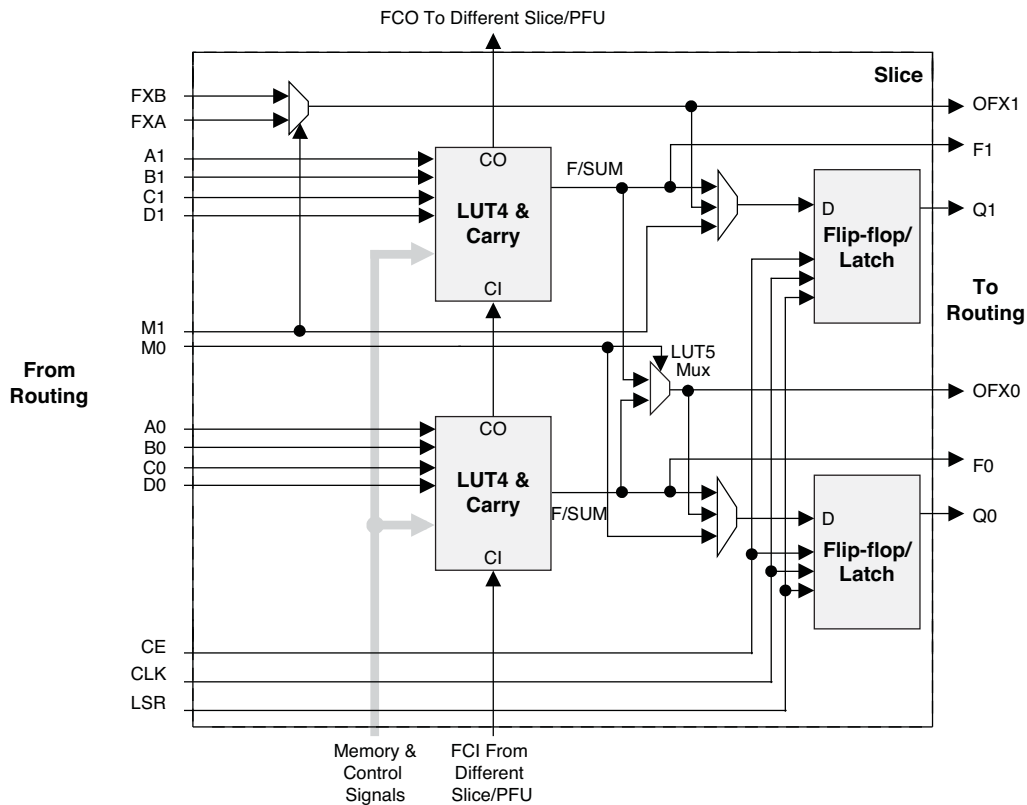 FCO To Different Slice/PFU
Slice
FXB
FXA
OFX1
F1
A1
B1
C1
D1
CO
LUT4 &
Carry
CI
F/SUM
D
Flip-flop/
Latch
Q1
To
Routing
M1
M0
From
Routing
LUT5
Mux
OFX0
A0
B0
C0
D0
CO
LUT4 &
Carry
CI
F/SUM
F0
D
Flip-flop/
Latch
Q0
CE
CLK
LSR
Memory &
Control
Signals
FCI From
Different
Slice/PFU